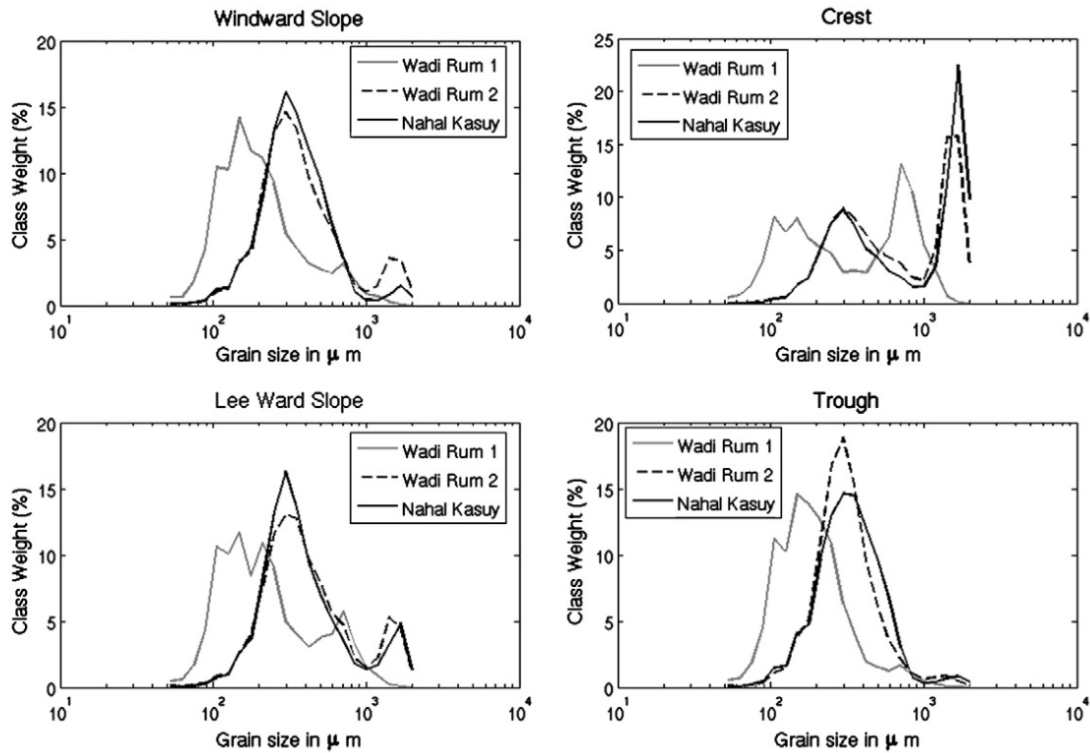 Windward Slope
20
15
10
5
0
Class Weight (%)
Wadi Rum 1
Wadi Rum 2
Nahal Kasuy
10^1
10^2
10^3
10^4
Grain size in μ m
Crest
25
20
15
10
5
0
Class Weight (%)
Wadi Rum 1
Wadi Rum 2
Nahal Kasuy
10^1
10^2
10^3
10^4
Grain size in μ m
Lee Ward Slope
20
15
10
5
0
Class Weight (%)
Wadi Rum 1
Wadi Rum 2
Nahal Kasuy
10^1
10^2
10^3
10^4
Grain size in μ m
Trough
20
15
10
5
0
Class Weight (%)
Wadi Rum 1
Wadi Rum 2
Nahal Kasuy
10^1
10^2
10^3
10^4
Grain size in μ m